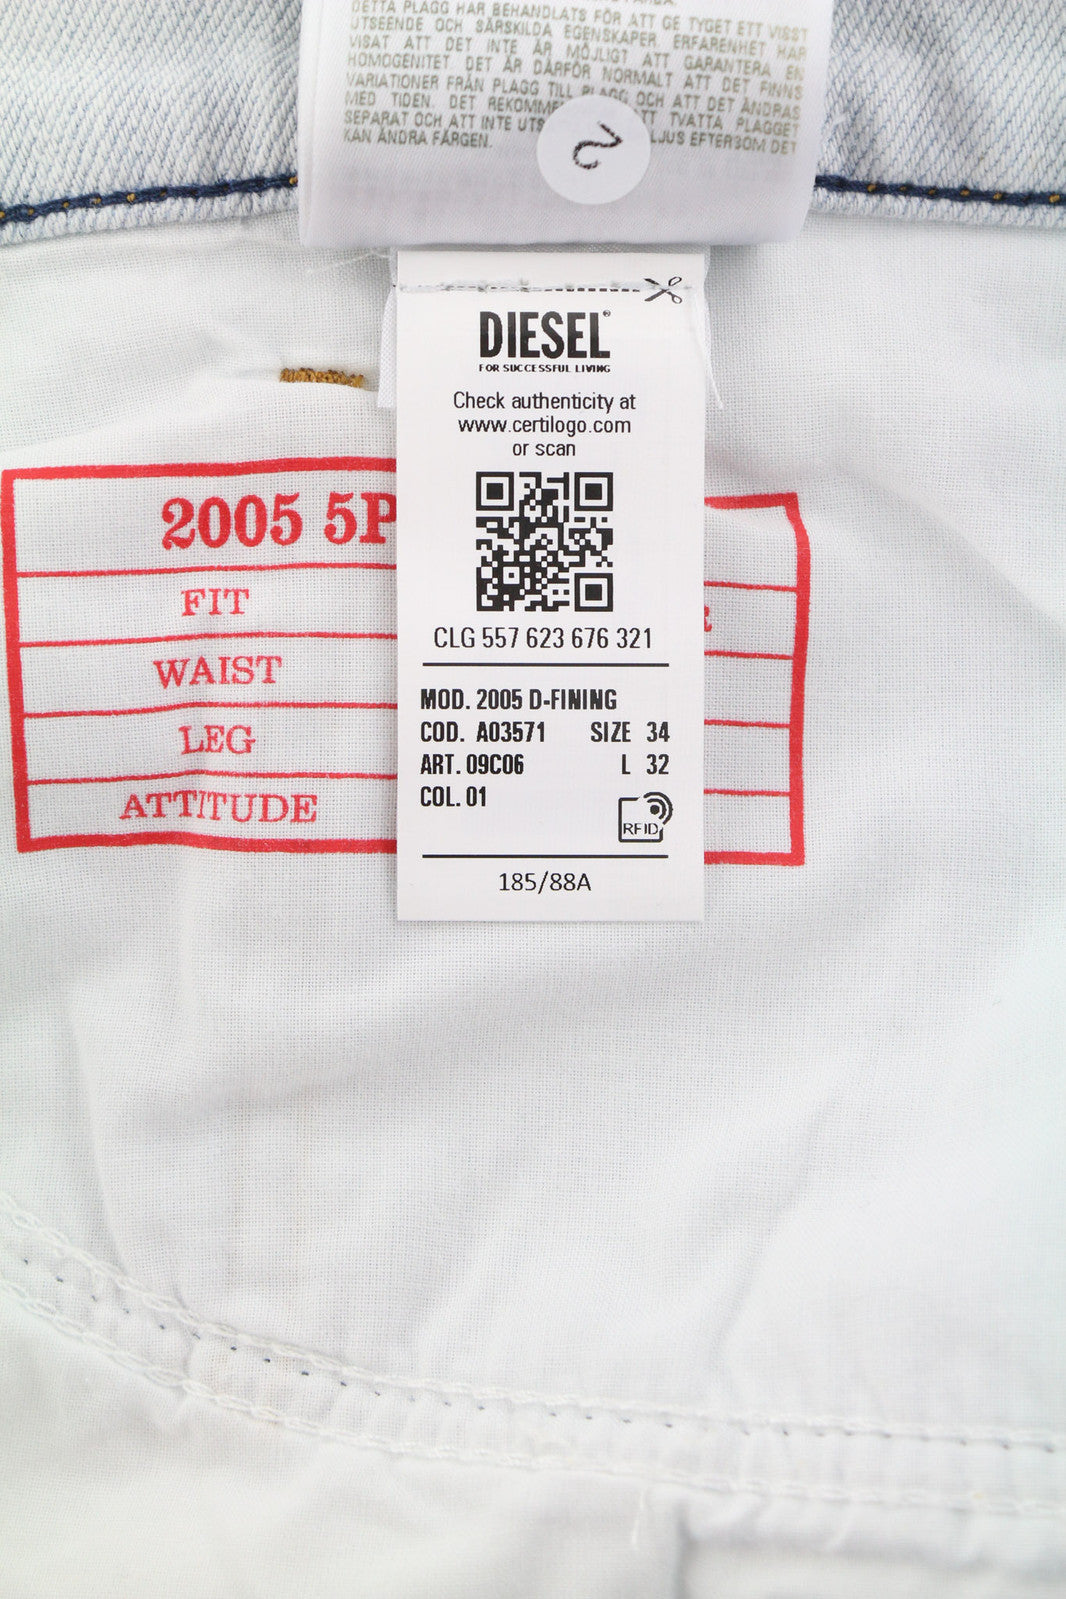 DETTA PLAGG HAR BEHANDLATS FÖR ATT GE TYGET ETT VISST
UTSEENDE OCH SÄRSKILDA EGENSKAPER. ERFARENHET HAR
VISAT ATT DET INTE ÄR MÖJLIGT ATT GARANTERA EN
HOMOGENITET. DET ÄR DÄRFÖR NORMALT ATT DET FINNS
VARIATIONER FRÅN PLAGG TILL PLAGG OCH ATT DET ÄNDRAS
MED TIDEN. DET REKOMME TT TVÄTTA PLAGGET
SEPARAT OCH ATT INTE UTS LJUS EFTERSOM DET
KAN ÄNDRA FÄRGEN.
2
DIESEL®
FOR SUCCESSFUL LIVING
Check authenticity at
www.certilogo.com
or scan
CLG 557 623 676 321
MOD. 2005 D-FINING
COD. A03571 SIZE 34
ART. 09C06 L 32
COL. 01
RFID
185/88A
2005 5P
FIT
WAIST
LEG
ATTITUDE